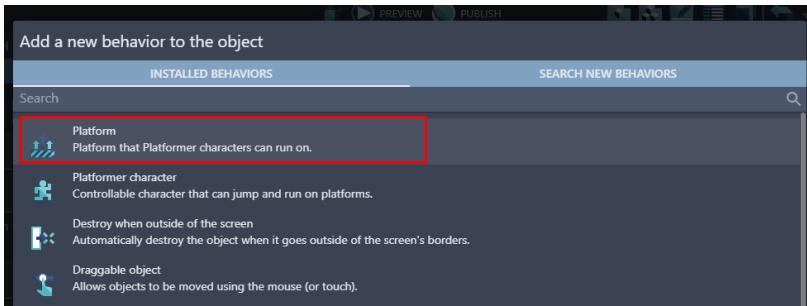 PREVIEW PUBLISH
Add a new behavior to the object
INSTALLED BEHAVIORS SEARCH NEW BEHAVIORS
Search
Platform
Platform that Platformer characters can run on.
Platformer character
Controllable character that can jump and run on platforms.
Destroy when outside of the screen
Automatically destroy the object when it goes outside of the screen's borders.
Draggable object
Allows objects to be moved using the mouse (or touch).